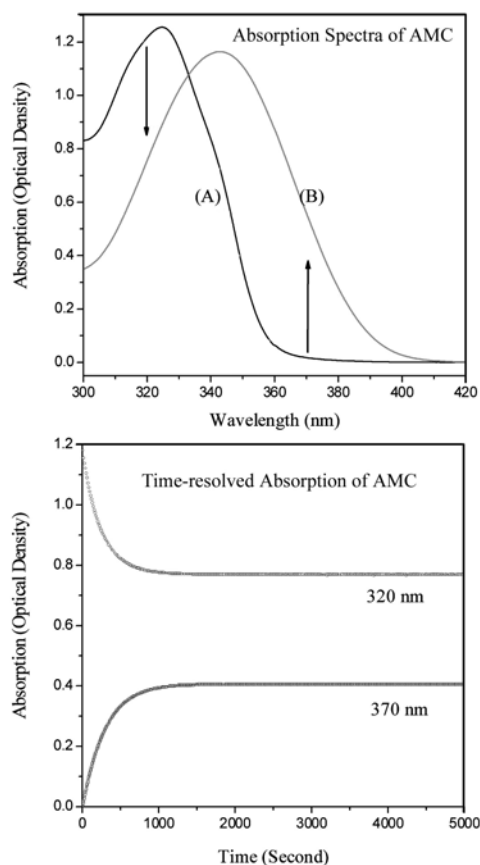 Absorption Spectra of AMC
1.2
1.0
0.8
0.6
0.4
0.2
0.0
(A)
(B)
300
320
340
360
380
400
420
Absorption (Optical Density)
Wavelength (nm)
Time-resolved Absorption of AMC
1.2
1.0
0.8
0.6
0.4
0.2
0.0
320 nm
370 nm
0
1000
2000
3000
4000
5000
Absorption (Optical Density)
Time (Second)